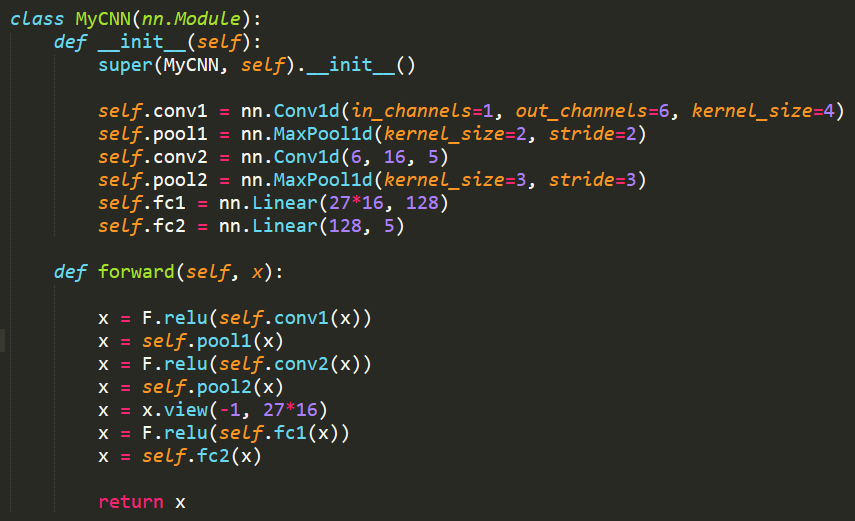 class MyCNN(nn.Module):
    def __init__(self):
        super(MyCNN, self).__init__()

        self.conv1 = nn.Conv1d(in_channels=1, out_channels=6, kernel_size=4)
        self.pool1 = nn.MaxPool1d(kernel_size=2, stride=2)
        self.conv2 = nn.Conv1d(6, 16, 5)
        self.pool2 = nn.MaxPool1d(kernel_size=3, stride=3)
        self.fc1 = nn.Linear(27*16, 128)
        self.fc2 = nn.Linear(128, 5)

    def forward(self, x):

        x = F.relu(self.conv1(x))
        x = self.pool1(x)
        x = F.relu(self.conv2(x))
        x = self.pool2(x)
        x = x.view(-1, 27*16)
        x = F.relu(self.fc1(x))
        x = self.fc2(x)

        return x